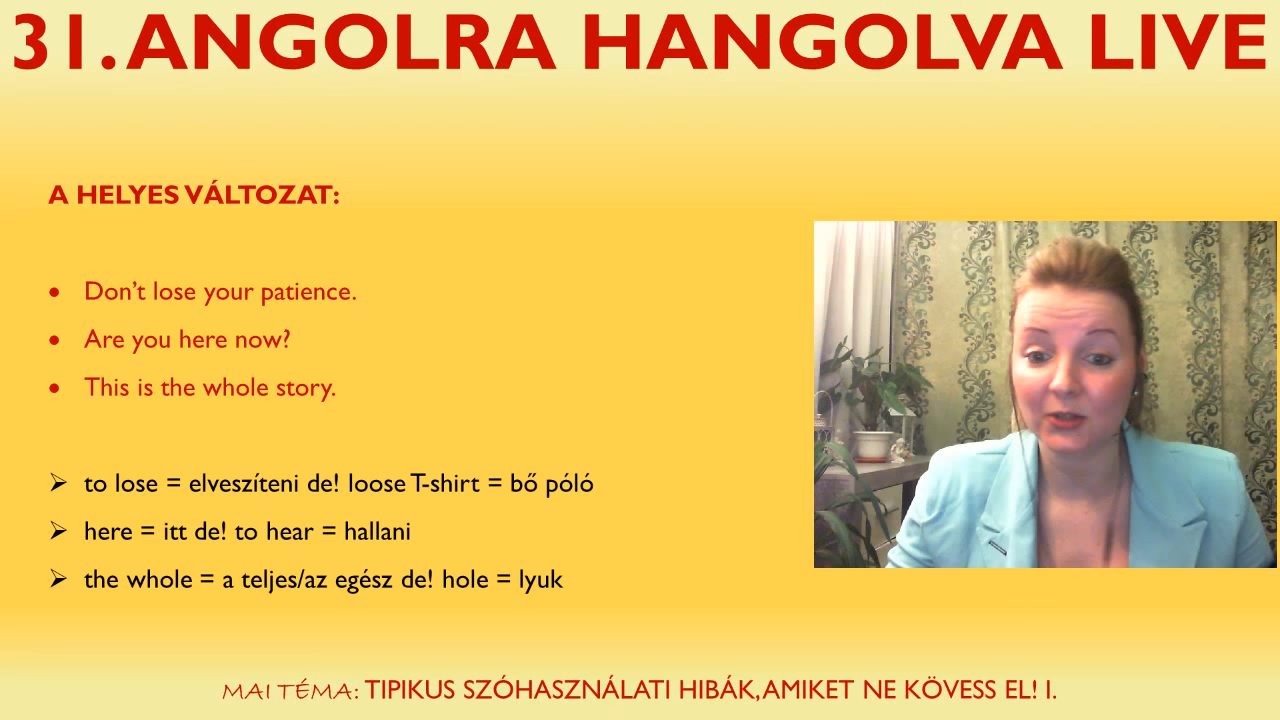 31. ANGOLRA HANGOLVA LIVE
A HELYES VÁLTOZAT:
• Don’t lose your patience.
• Are you here now?
• This is the whole story.
➢ to lose = elveszíteni de! loose T-shirt = bő póló
➢ here = itt de! to hear = hallani
➢ the whole = a teljes/az egész de! hole = lyuk
MAI TÉMA: TIPIKUS SZÓHASZNÁLATI HIBÁK, AMIKET NE KÖVESS EL! I.